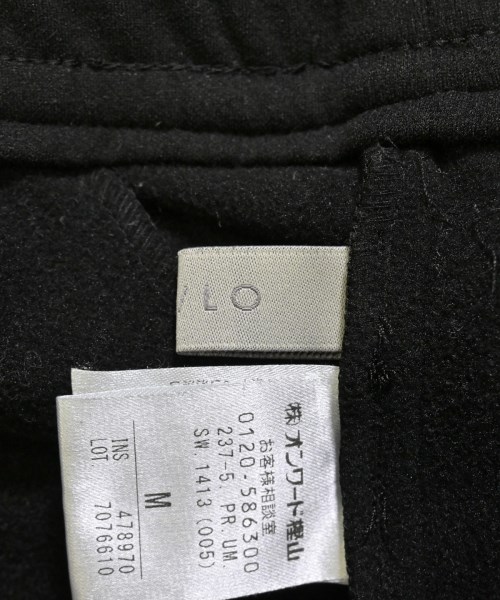 LO
㈱オンワード樫山
お客様相談室
0120-586300
237-5. PR. UM
SW 1413 (005)
M
INS 478970
LOT 7076610